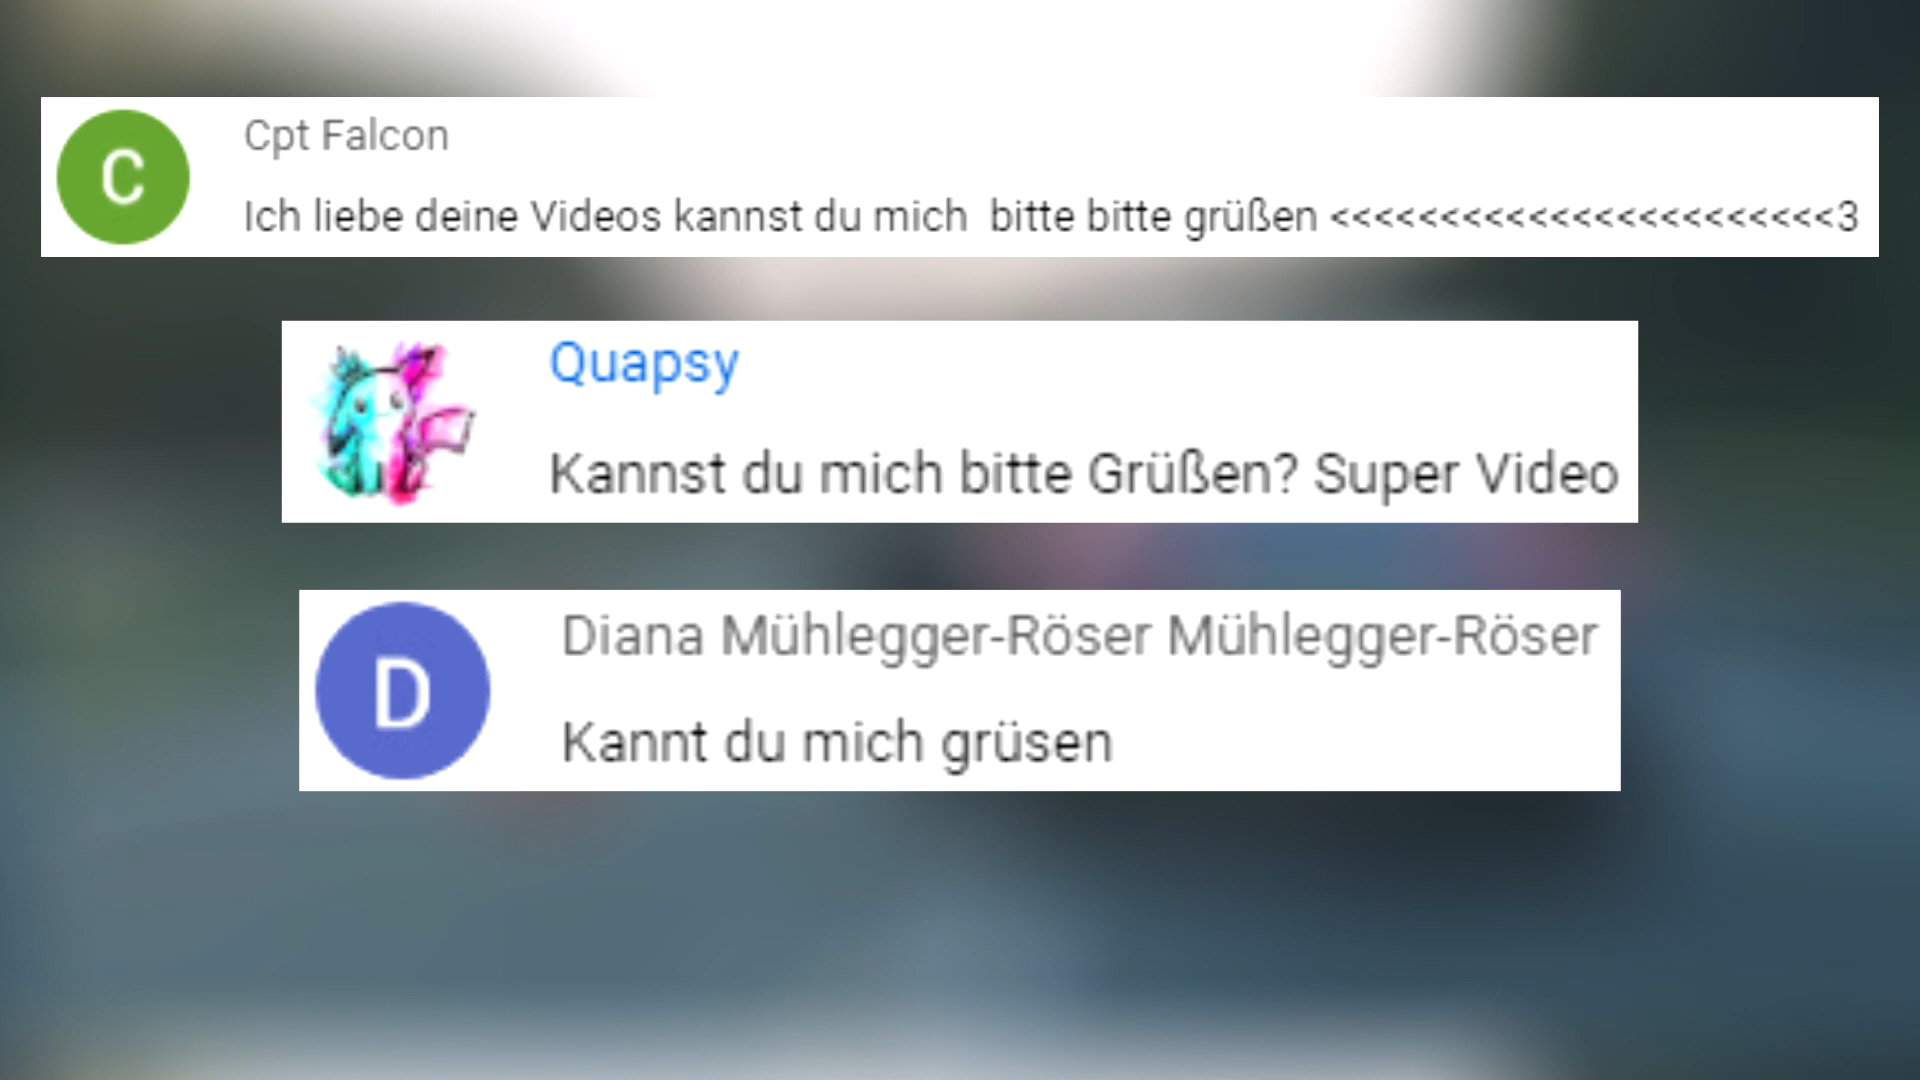 C
Cpt Falcon
Ich liebe deine Videos kannst du mich  bitte bitte grüßen <<<<<<<<<<<<<<<<<<<<<<<3
Quapsy
Kannst du mich bitte Grüßen? Super Video
D
Diana Mühlegger-Röser Mühlegger-Röser
Kannt du mich grüsen